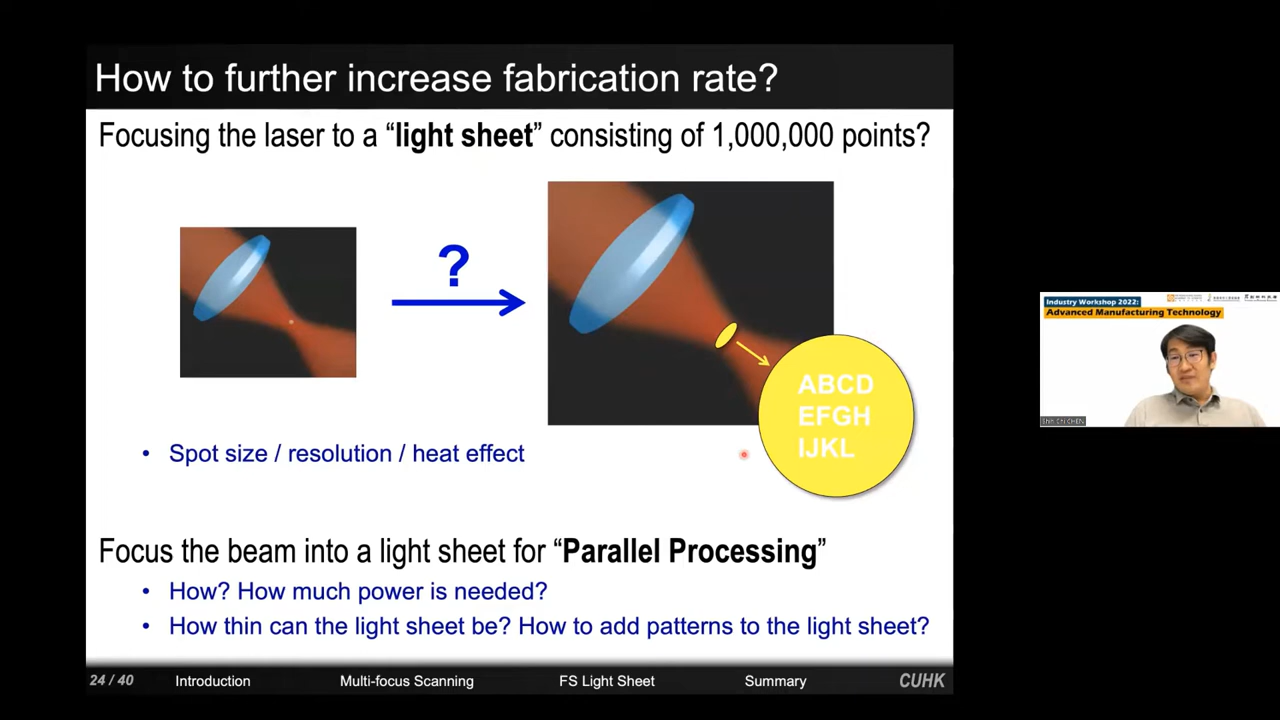 How to further increase fabrication rate?
Focusing the laser to a “light sheet” consisting of 1,000,000 points?
?
ABCD
EFGH
IJKL
• Spot size / resolution / heat effect
Focus the beam into a light sheet for “Parallel Processing”
• How? How much power is needed?
• How thin can the light sheet be? How to add patterns to the light sheet?
24 / 40 Introduction Multi-focus Scanning FS Light Sheet Summary CUHK
Industry Workshop 2022:
Advanced Manufacturing Technology
Shih Chi CHEN